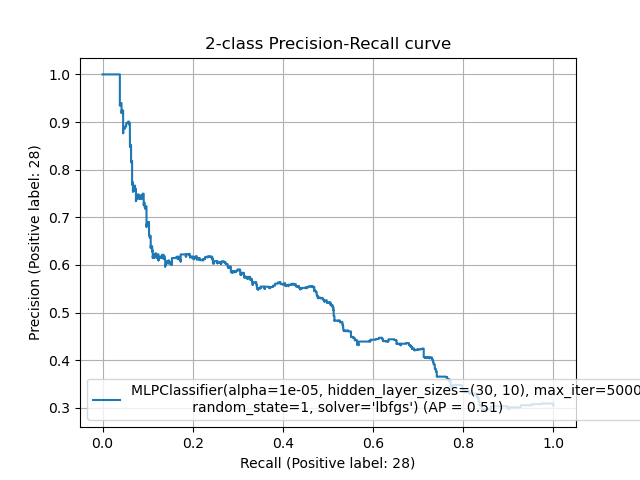 2-class Precision-Recall curve
Precision (Positive label: 28)
1.0
0.9
0.8
0.7
0.6
0.5
0.4
0.3
MLPClassifier(alpha=1e-05, hidden_layer_sizes=(30, 10), max_iter=5000
random_state=1, solver='lbfgs') (AP = 0.51)
0.0 0.2 0.4 0.6 0.8 1.0
Recall (Positive label: 28)